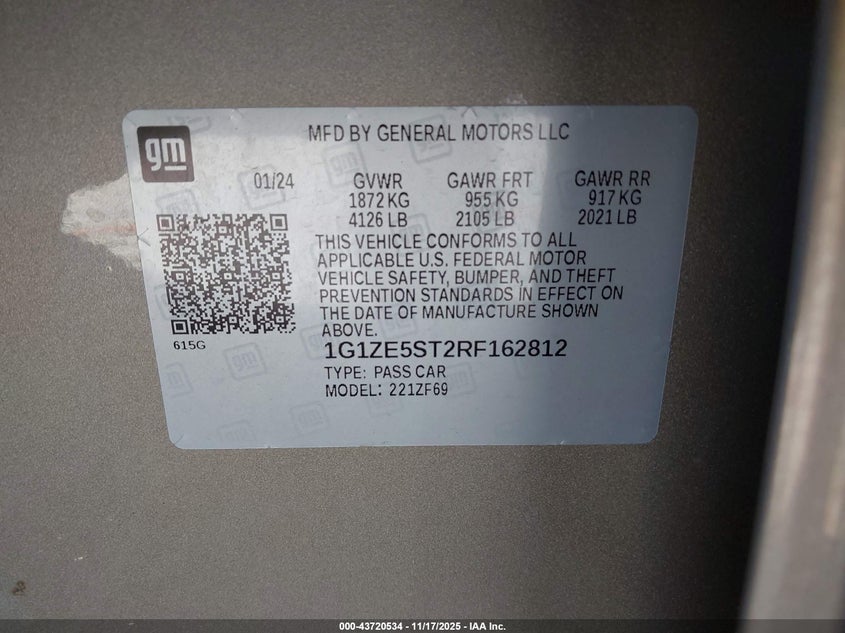 gm
MFD BY GENERAL MOTORS LLC
01/24 GVWR GAWR FRT GAWR RR
1872 KG 955 KG 917 KG
4126 LB 2105 LB 2021 LB
THIS VEHICLE CONFORMS TO ALL
APPLICABLE U.S. FEDERAL MOTOR
VEHICLE SAFETY, BUMPER, AND THEFT
PREVENTION STANDARDS IN EFFECT ON
THE DATE OF MANUFACTURE SHOWN
ABOVE.
615G
1G1ZE5ST2RF162812
TYPE: PASS CAR
MODEL: 221ZF69
000-43720534 - 11/17/2025 - IAA Inc.